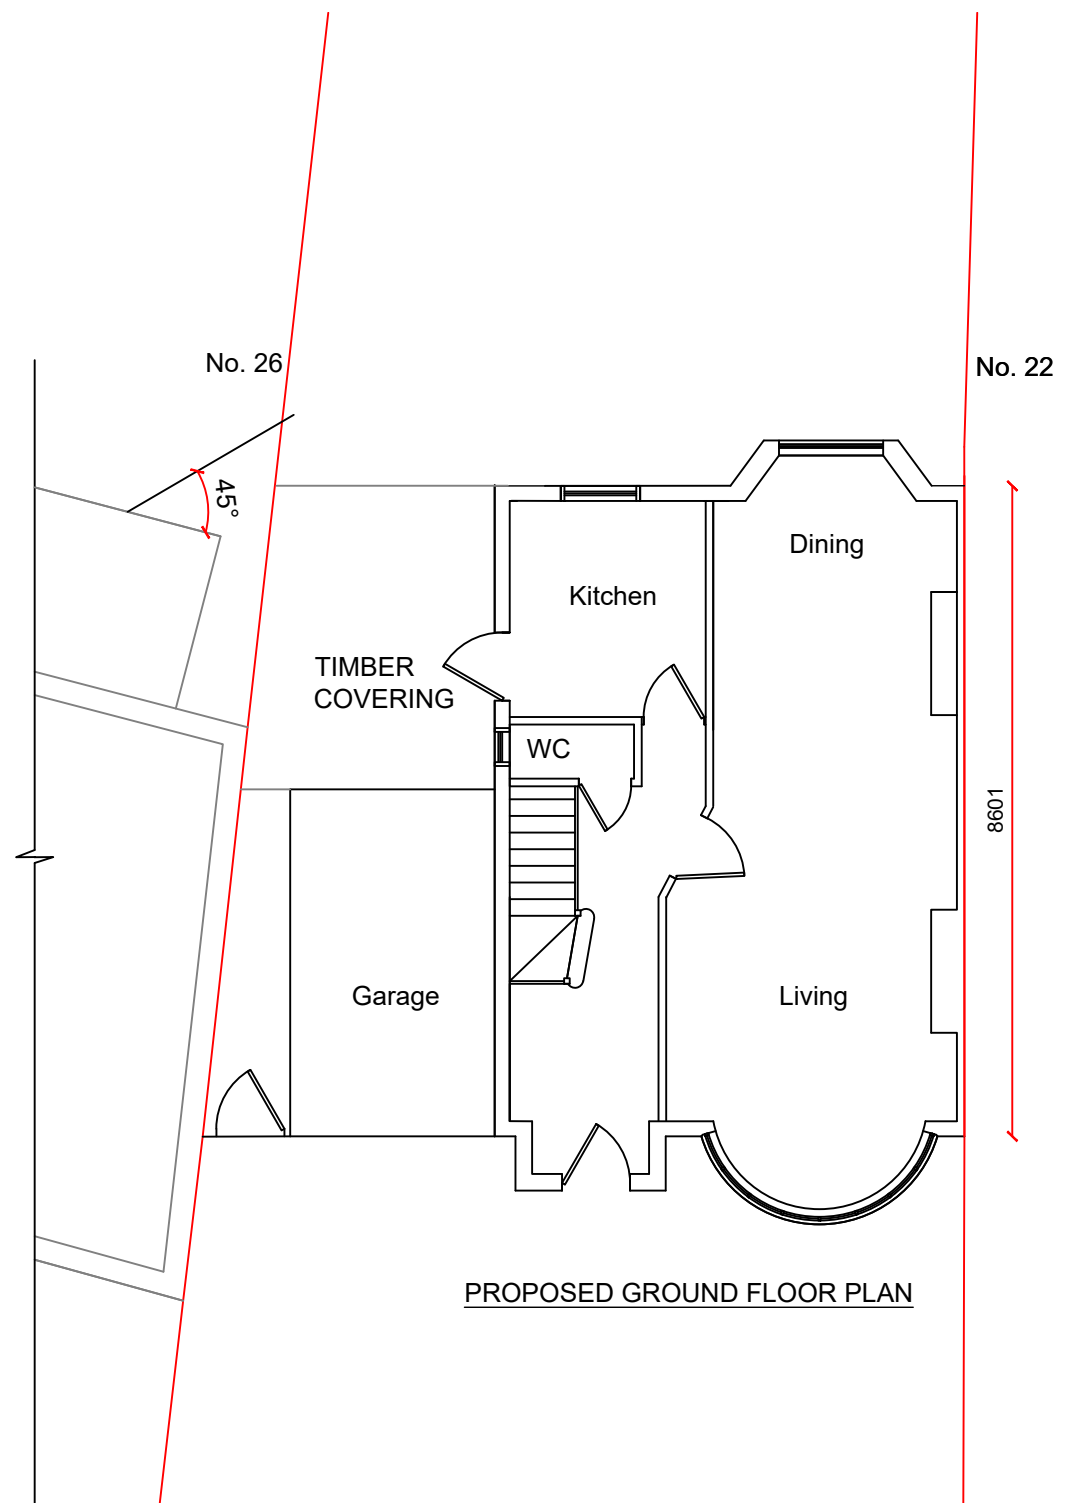 No. 26
No. 22
45°
Dining
Kitchen
TIMBER
COVERING
WC
8601
Garage
Living
PROPOSED GROUND FLOOR PLAN